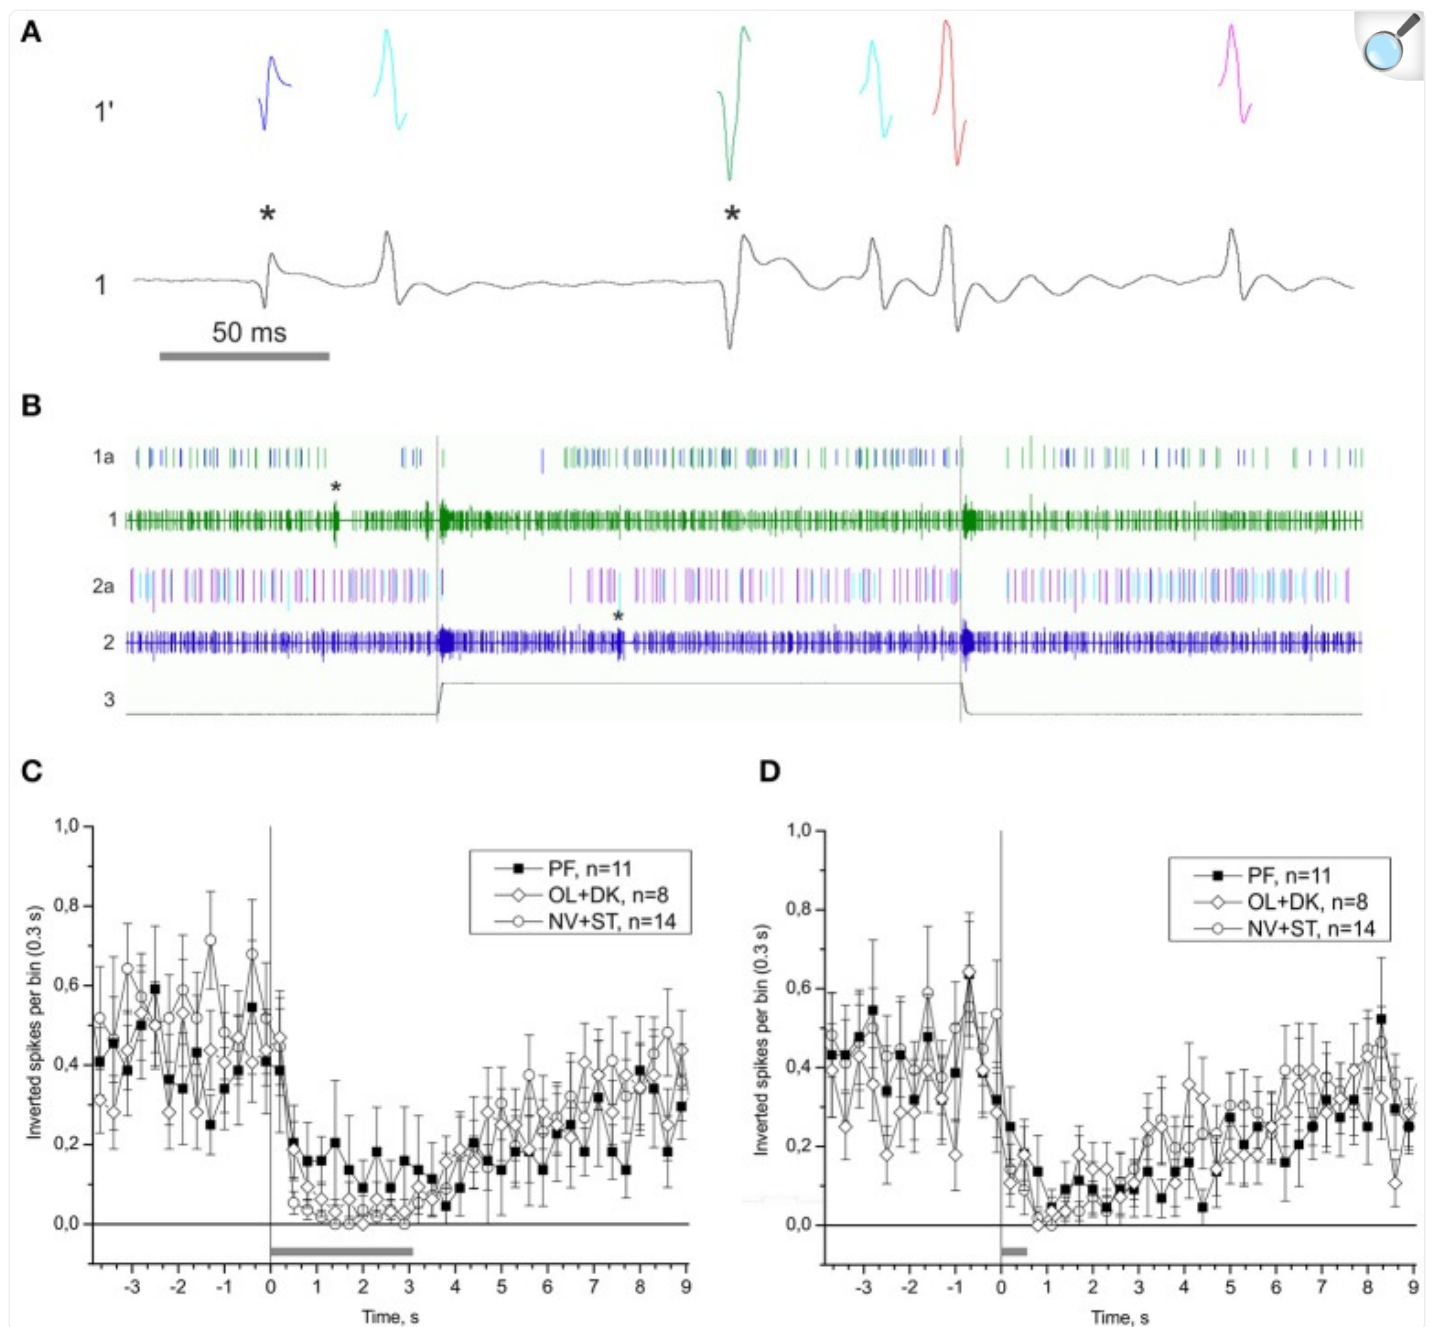 A
1'
* *
1
50 ms
B
1a
*
1
2a
*
2
3
C
1,0
0,8
0,6
0,4
0,2
0,0
Inverted spikes per bin (0.3 s)
PF, n=11
OL+DK, n=8
NV+ST, n=14
-3 -2 -1 0 1 2 3 4 5 6 7 8 9
Time, s
D
1,0
0,8
0,6
0,4
0,2
0,0
Inverted spikes per bin (0.3 s)
PF, n=11
OL+DK, n=8
NV+ST, n=14
-3 -2 -1 0 1 2 3 4 5 6 7 8 9
Time, s